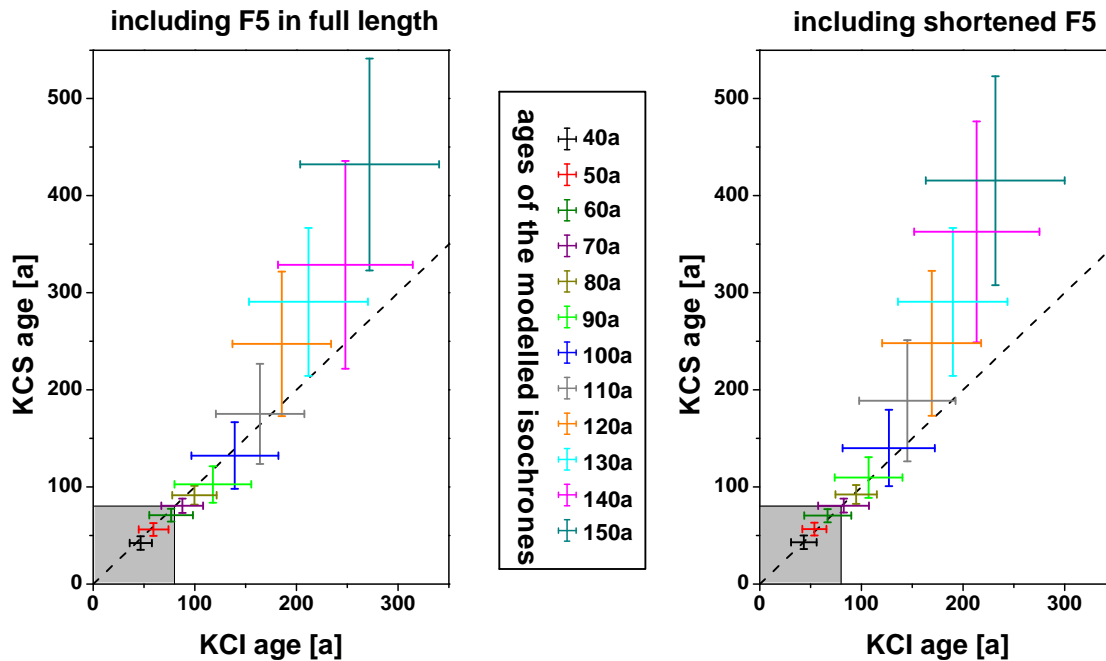 including F5 in full length
including shortened F5
KCS age [a]
500
400
300
200
100
0
0
100
200
300
KCI age [a]
ages of the modelled isochrones
40a
50a
60a
70a
80a
90a
100a
110a
120a
130a
140a
150a
KCS age [a]
500
400
300
200
100
0
0
100
200
300
KCI age [a]